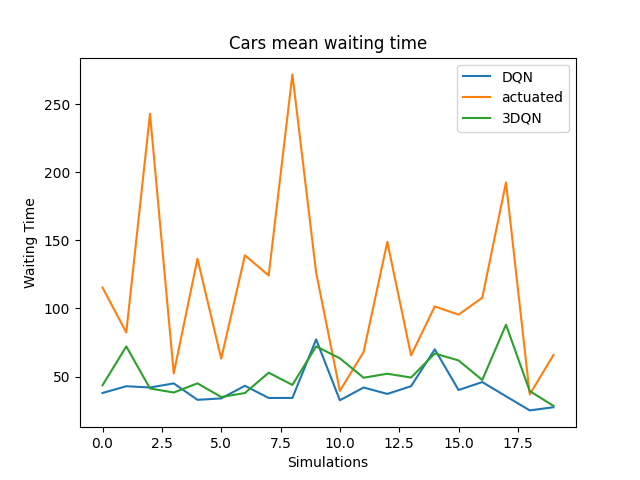 Cars mean waiting time
DQN
actuated
3DQN
250
200
150
100
50
Waiting Time
0.0 2.5 5.0 7.5 10.0 12.5 15.0 17.5
Simulations